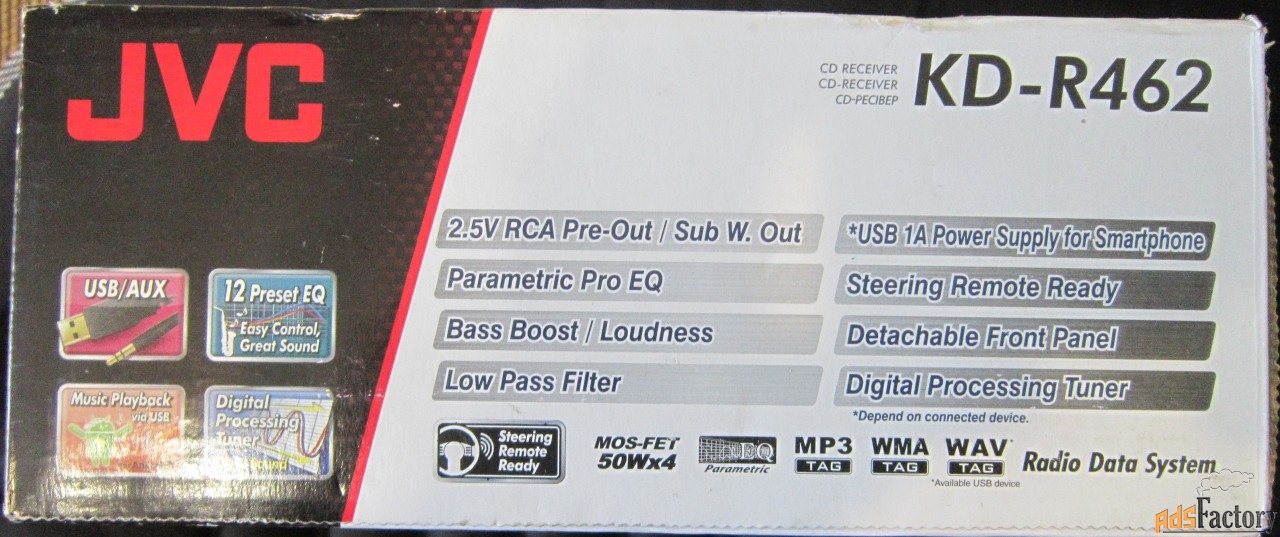 JVC
CD RECEIVER
CD-RECEIVER
CD-РЕСІВЕР
KD-R462
2.5V RCA Pre-Out / Sub W. Out
*USB 1A Power Supply for Smartphone
Parametric Pro EQ
Steering Remote Ready
Bass Boost / Loudness
Detachable Front Panel
Low Pass Filter
Digital Processing Tuner
*Depend on connected device.
USB/AUX
12 Preset EQ
Easy Control,
Great Sound
Music Playback
via USB
Digital
Processing
Tuner
Steering
Remote
Ready
MOS-FET
50Wx4
EQ
Parametric
MP3
TAG
WMA
TAG
WAV*
TAG
*Available USB device
Radio Data System
AdsFactory